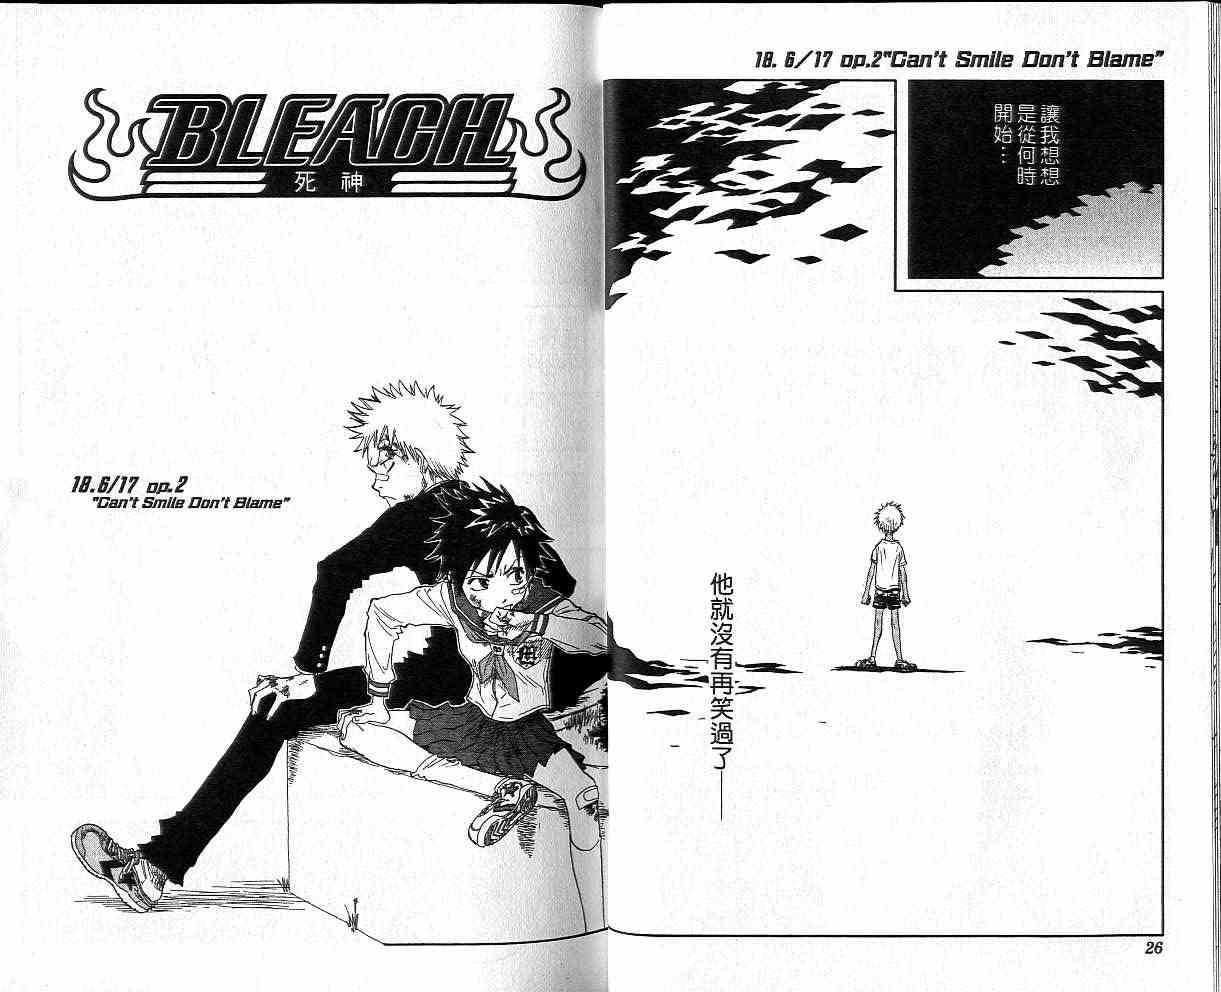 18. 6/17 op.2"Can't Smile Don't Blame"
讓我想想
是從何時
開始…
他就沒有再笑過了——
26
BLEACH
死神
18.6/17 op.2
"Can't Smile Don't Blame"